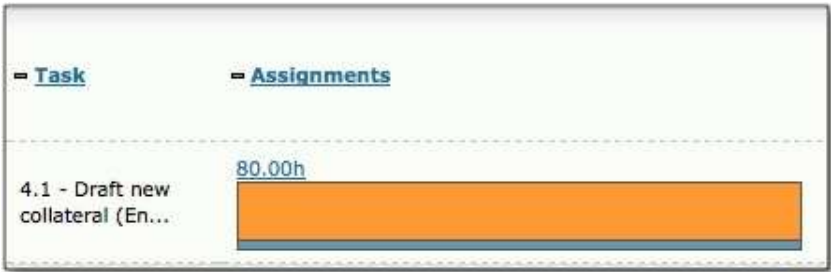 Task
Assignments
80.00h
4.1 - Draft new
collateral (En...